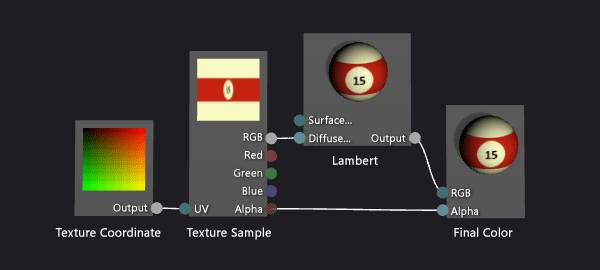 Output
Texture Coordinate
RGB
Red
Green
Blue
UV
Alpha
Texture Sample
15
Surface...
Diffuse...
Output
Lambert
15
RGB
Alpha
Final Color